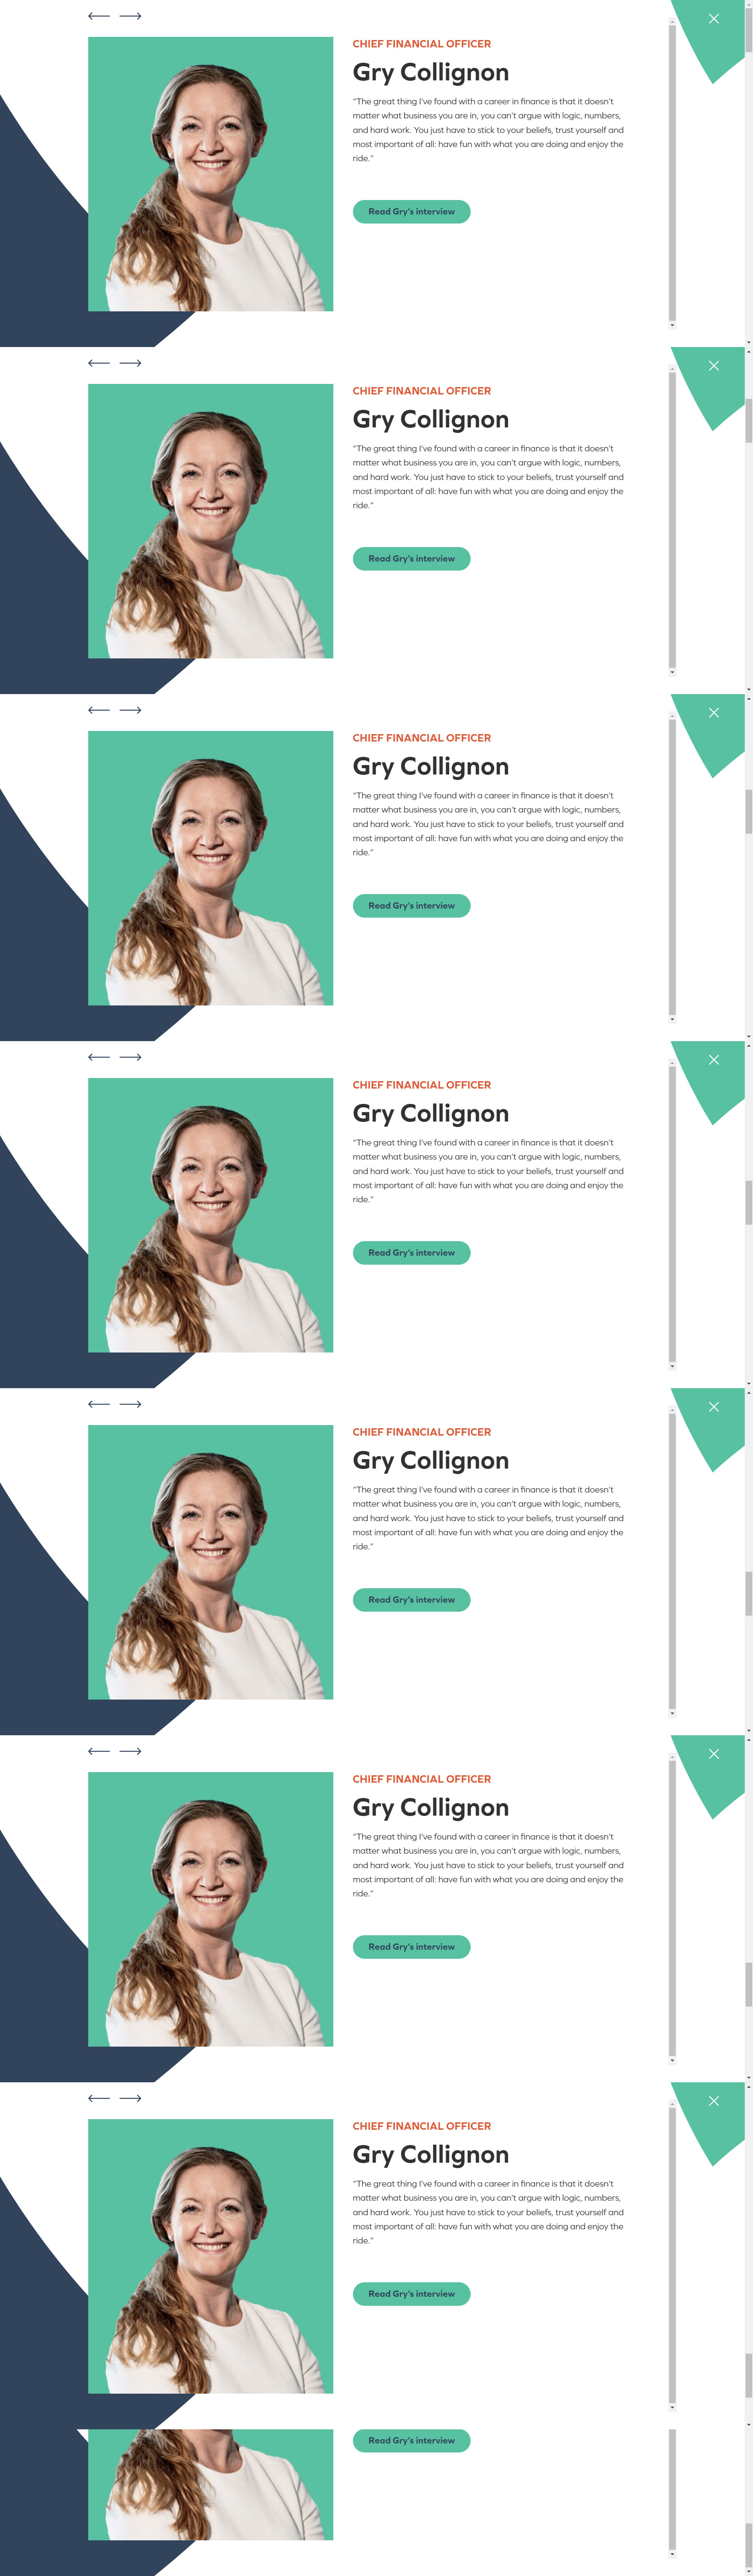 CHIEF FINANCIAL OFFICER
Gry Collignon
“The great thing I’ve found with a career in finance is that it doesn’t
matter what business you are in, you can’t argue with logic, numbers,
and hard work. You just have to stick to your beliefs, trust yourself and
most important of all: have fun with what you are doing and enjoy the
ride.”
Read Gry’s interview
CHIEF FINANCIAL OFFICER
Gry Collignon
“The great thing I’ve found with a career in finance is that it doesn’t
matter what business you are in, you can’t argue with logic, numbers,
and hard work. You just have to stick to your beliefs, trust yourself and
most important of all: have fun with what you are doing and enjoy the
ride.”
Read Gry’s interview
CHIEF FINANCIAL OFFICER
Gry Collignon
“The great thing I’ve found with a career in finance is that it doesn’t
matter what business you are in, you can’t argue with logic, numbers,
and hard work. You just have to stick to your beliefs, trust yourself and
most important of all: have fun with what you are doing and enjoy the
ride.”
Read Gry’s interview
CHIEF FINANCIAL OFFICER
Gry Collignon
“The great thing I’ve found with a career in finance is that it doesn’t
matter what business you are in, you can’t argue with logic, numbers,
and hard work. You just have to stick to your beliefs, trust yourself and
most important of all: have fun with what you are doing and enjoy the
ride.”
Read Gry’s interview
CHIEF FINANCIAL OFFICER
Gry Collignon
“The great thing I’ve found with a career in finance is that it doesn’t
matter what business you are in, you can’t argue with logic, numbers,
and hard work. You just have to stick to your beliefs, trust yourself and
most important of all: have fun with what you are doing and enjoy the
ride.”
Read Gry’s interview
CHIEF FINANCIAL OFFICER
Gry Collignon
“The great thing I’ve found with a career in finance is that it doesn’t
matter what business you are in, you can’t argue with logic, numbers,
and hard work. You just have to stick to your beliefs, trust yourself and
most important of all: have fun with what you are doing and enjoy the
ride.”
Read Gry’s interview
CHIEF FINANCIAL OFFICER
Gry Collignon
“The great thing I’ve found with a career in finance is that it doesn’t
matter what business you are in, you can’t argue with logic, numbers,
and hard work. You just have to stick to your beliefs, trust yourself and
most important of all: have fun with what you are doing and enjoy the
ride.”
Read Gry’s interview
Read Gry’s interview